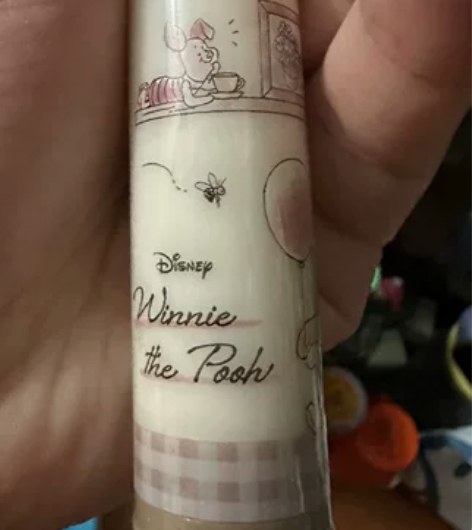 Disney
Winnie
the Pooh